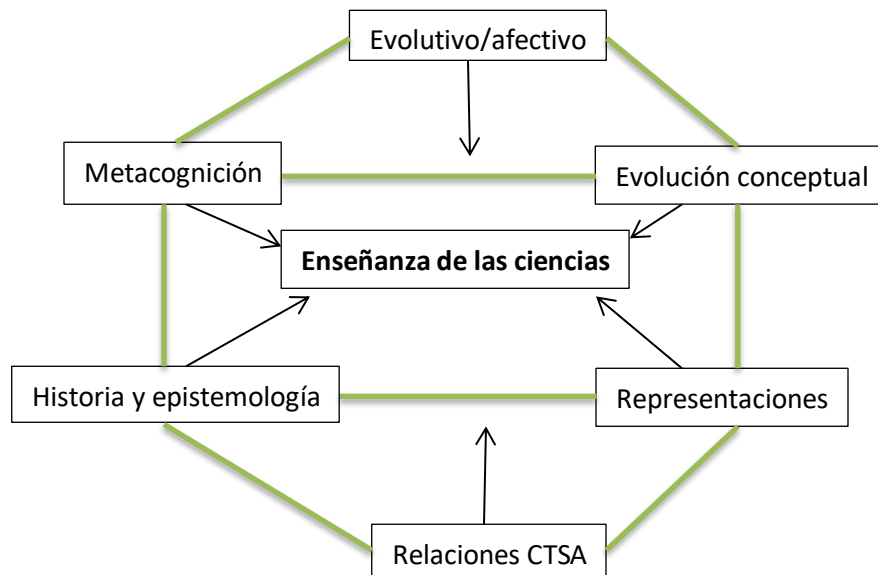 Evolutivo/afectivo
Metacognición
Evolución conceptual
Enseñanza de las ciencias
Historia y epistemología
Representaciones
Relaciones CTSA